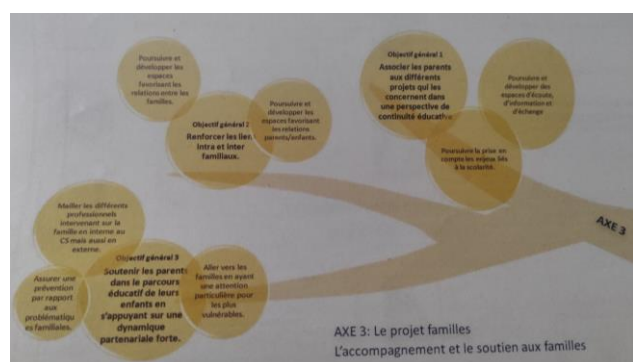 Poursuivre et
développer les
espaces
favorisant les
relations entre les
familles.
Objectif général 2
Renforcer les liens
intra et inter
familiaux.
Poursuivre et
développer les
espaces favorisant
les relations
parents/enfants.
Objectif général 1
Associer les parents
aux différents
projets qui les
concernent dans
une perspective de
continuité éducative
Poursuivre et
développer des
espaces d'écoute,
d'information et
d'échange
Poursuivre la prise en
compte les enjeux liés
à la scolarité.
Mailler les différents
professionnels
intervenant sur la
famille en interne au
CS mais aussi en
externe.
Assurer une
prévention
par rapport
aux
problématiqu
es familiales.
Objectif général 3
Soutenir les parents
dans le parcours
éducatif de leurs
enfants en
s'appuyant sur une
dynamique
partenariale forte.
Aller vers les
familles en ayant
une attention
particulière pour
les plus
vulnérables.
AXE 3
AXE 3: Le projet familles
L'accompagnement et le soutien aux familles